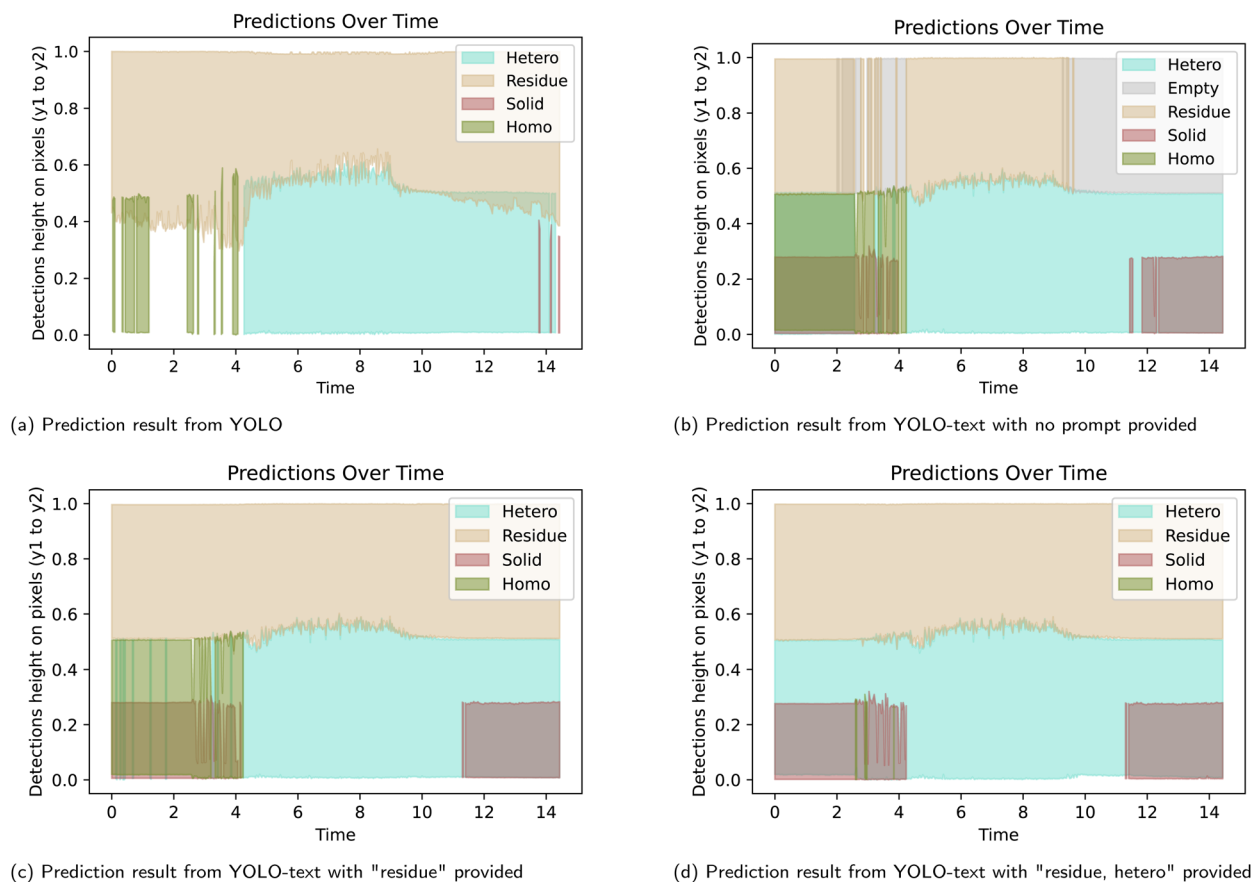 Predictions Over Time
Detections height on pixels (y1 to y2)
1.0
0.8
0.6
0.4
0.2
0.0
0 2 4 6 8 10 12 14
Time
Hetero
Residue
Solid
Homo
(a) Prediction result from YOLO
Predictions Over Time
Detections height on pixels (y1 to y2)
1.0
0.8
0.6
0.4
0.2
0.0
0 2 4 6 8 10 12 14
Time
Hetero
Empty
Residue
Solid
Homo
(b) Prediction result from YOLO-text with no prompt provided
Predictions Over Time
Detections height on pixels (y1 to y2)
1.0
0.8
0.6
0.4
0.2
0.0
0 2 4 6 8 10 12 14
Time
Hetero
Residue
Solid
Homo
(c) Prediction result from YOLO-text with "residue" provided
Predictions Over Time
Detections height on pixels (y1 to y2)
1.0
0.8
0.6
0.4
0.2
0.0
0 2 4 6 8 10 12 14
Time
Hetero
Residue
Solid
Homo
(d) Prediction result from YOLO-text with "residue, hetero" provided